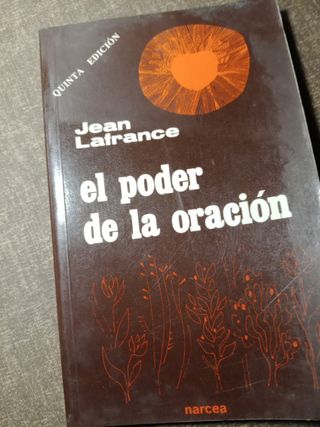 QUINTA EDICIÓN
Jean
Lafrance
el poder
de la oración
narcea